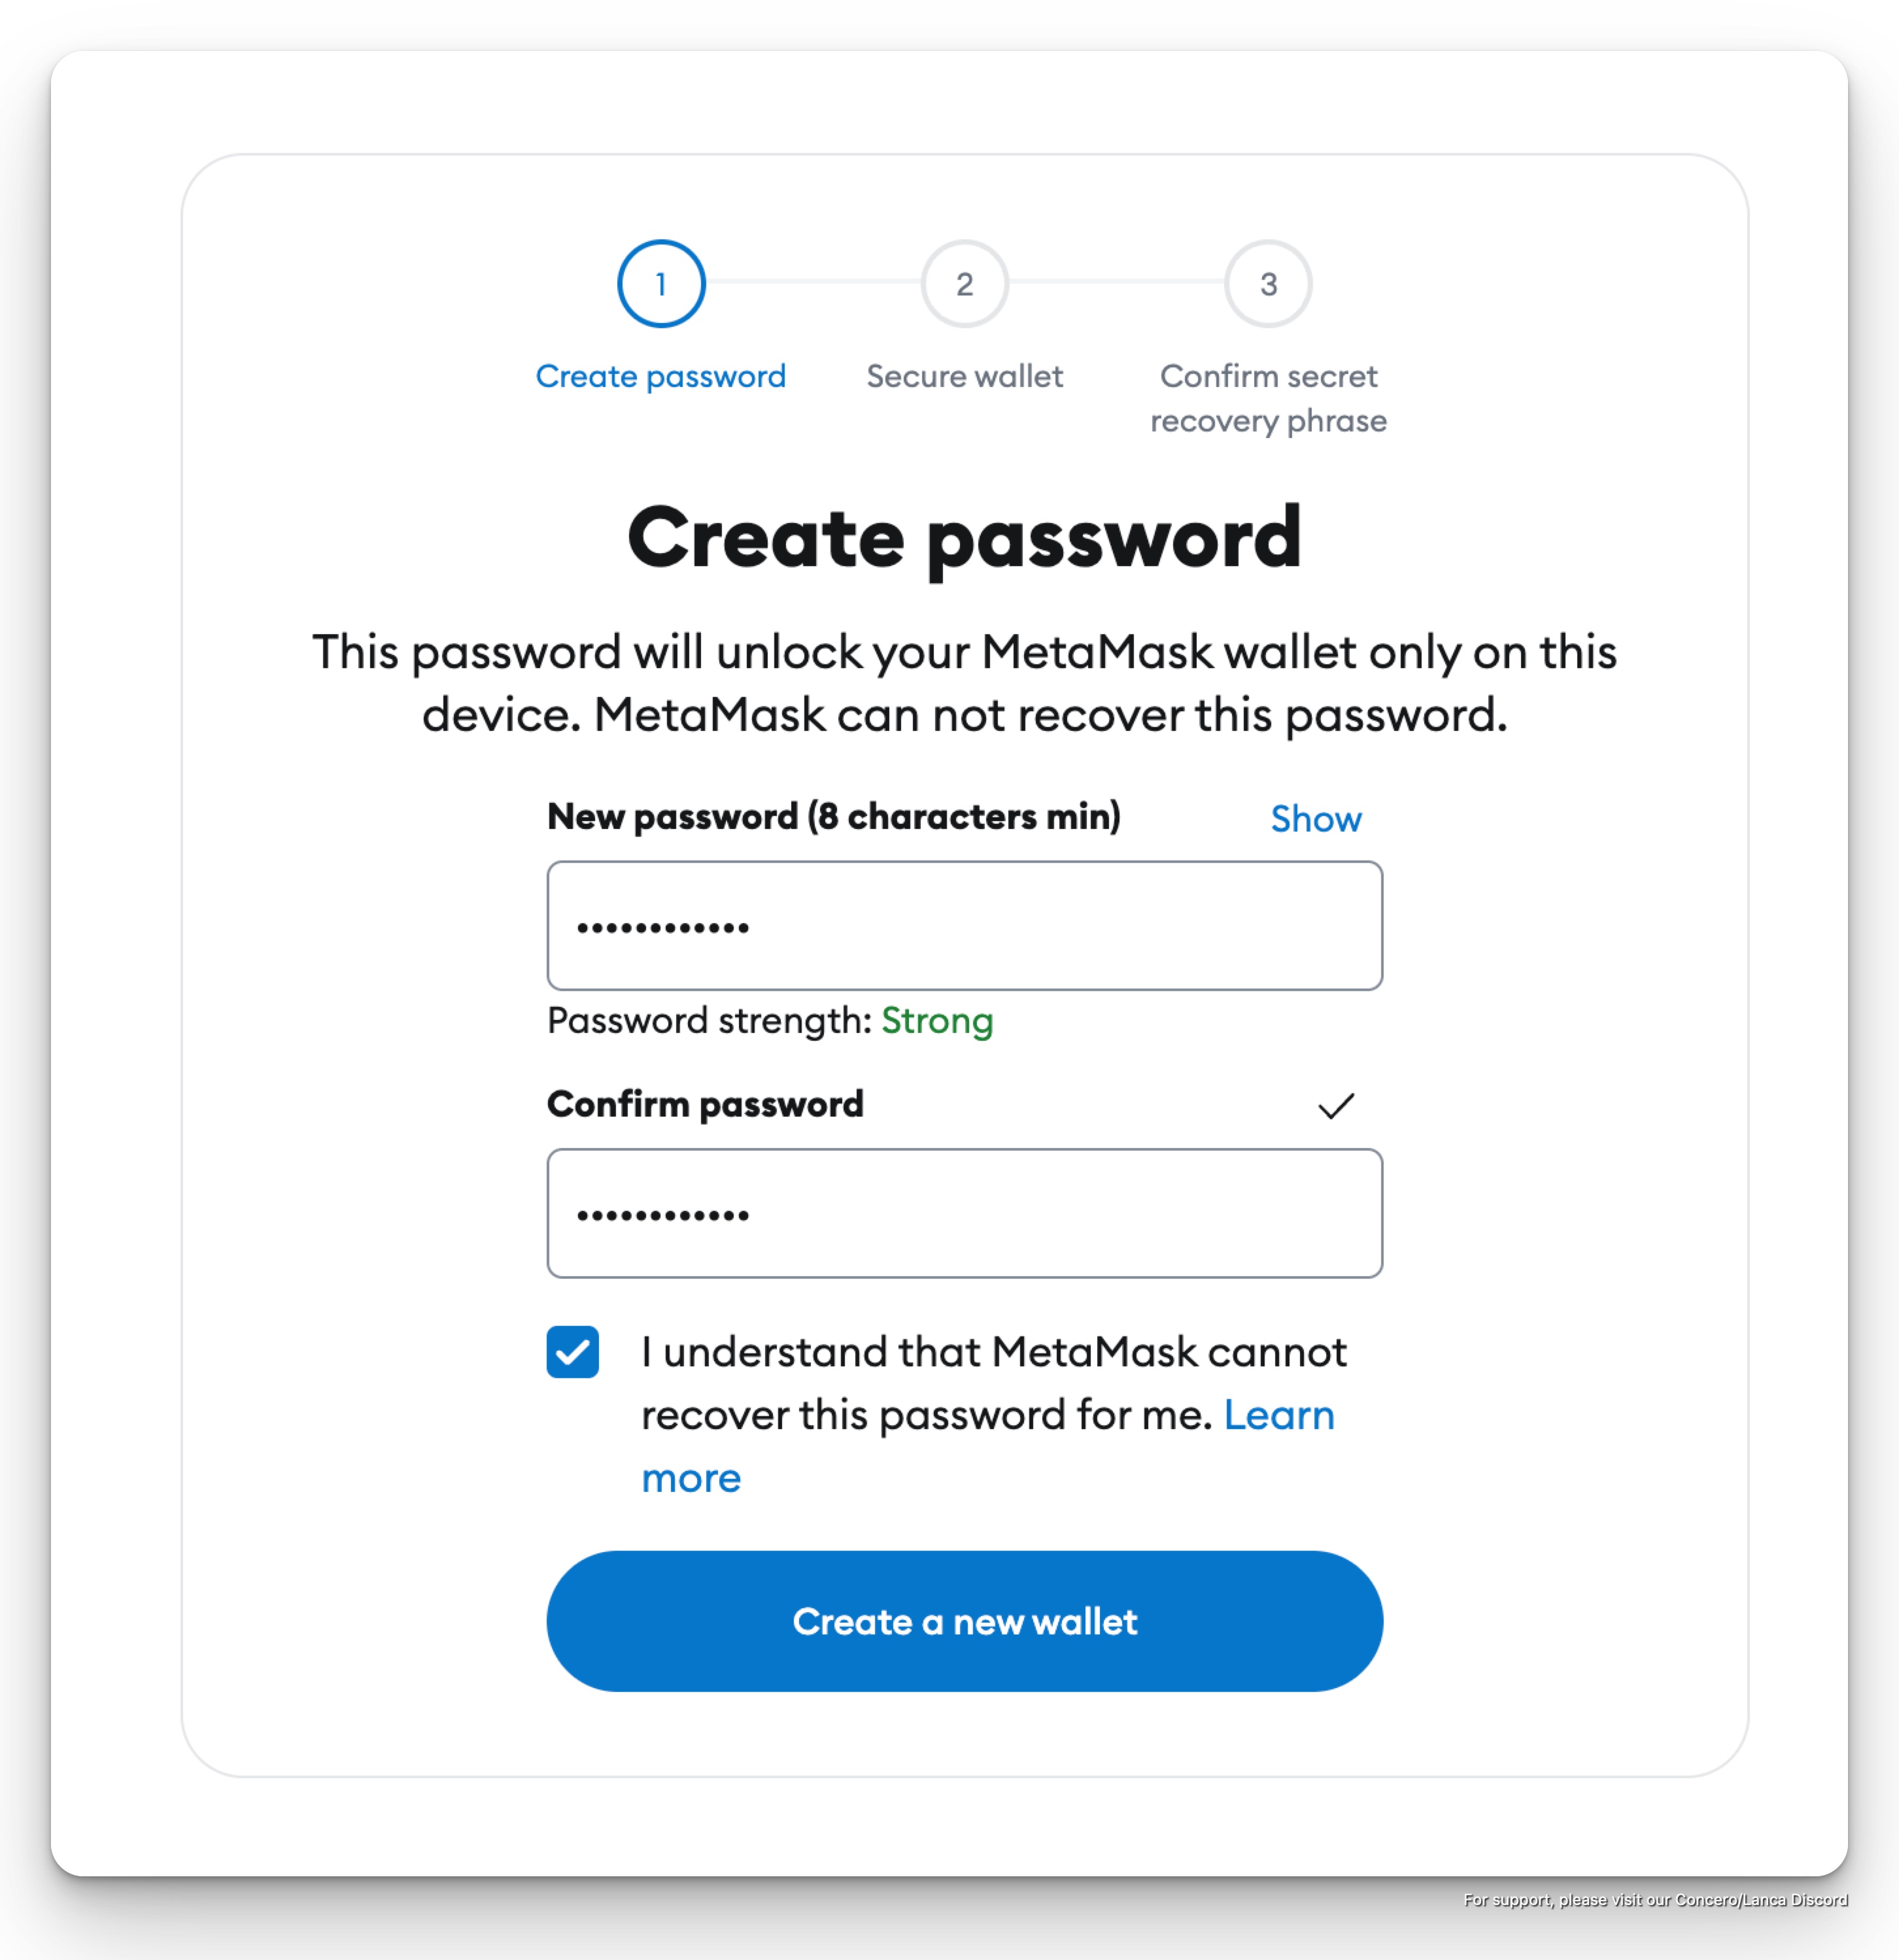 1
2
3
Create password
Secure wallet
Confirm secret
recovery phrase
Create password
This password will unlock your MetaMask wallet only on this
device. MetaMask can not recover this password.
New password (8 characters min)
Show
••••••••••••
Password strength: Strong
Confirm password
••••••••••••
I understand that MetaMask cannot
recover this password for me. Learn
more
Create a new wallet
For support, please visit our Concero/Lanca Discord